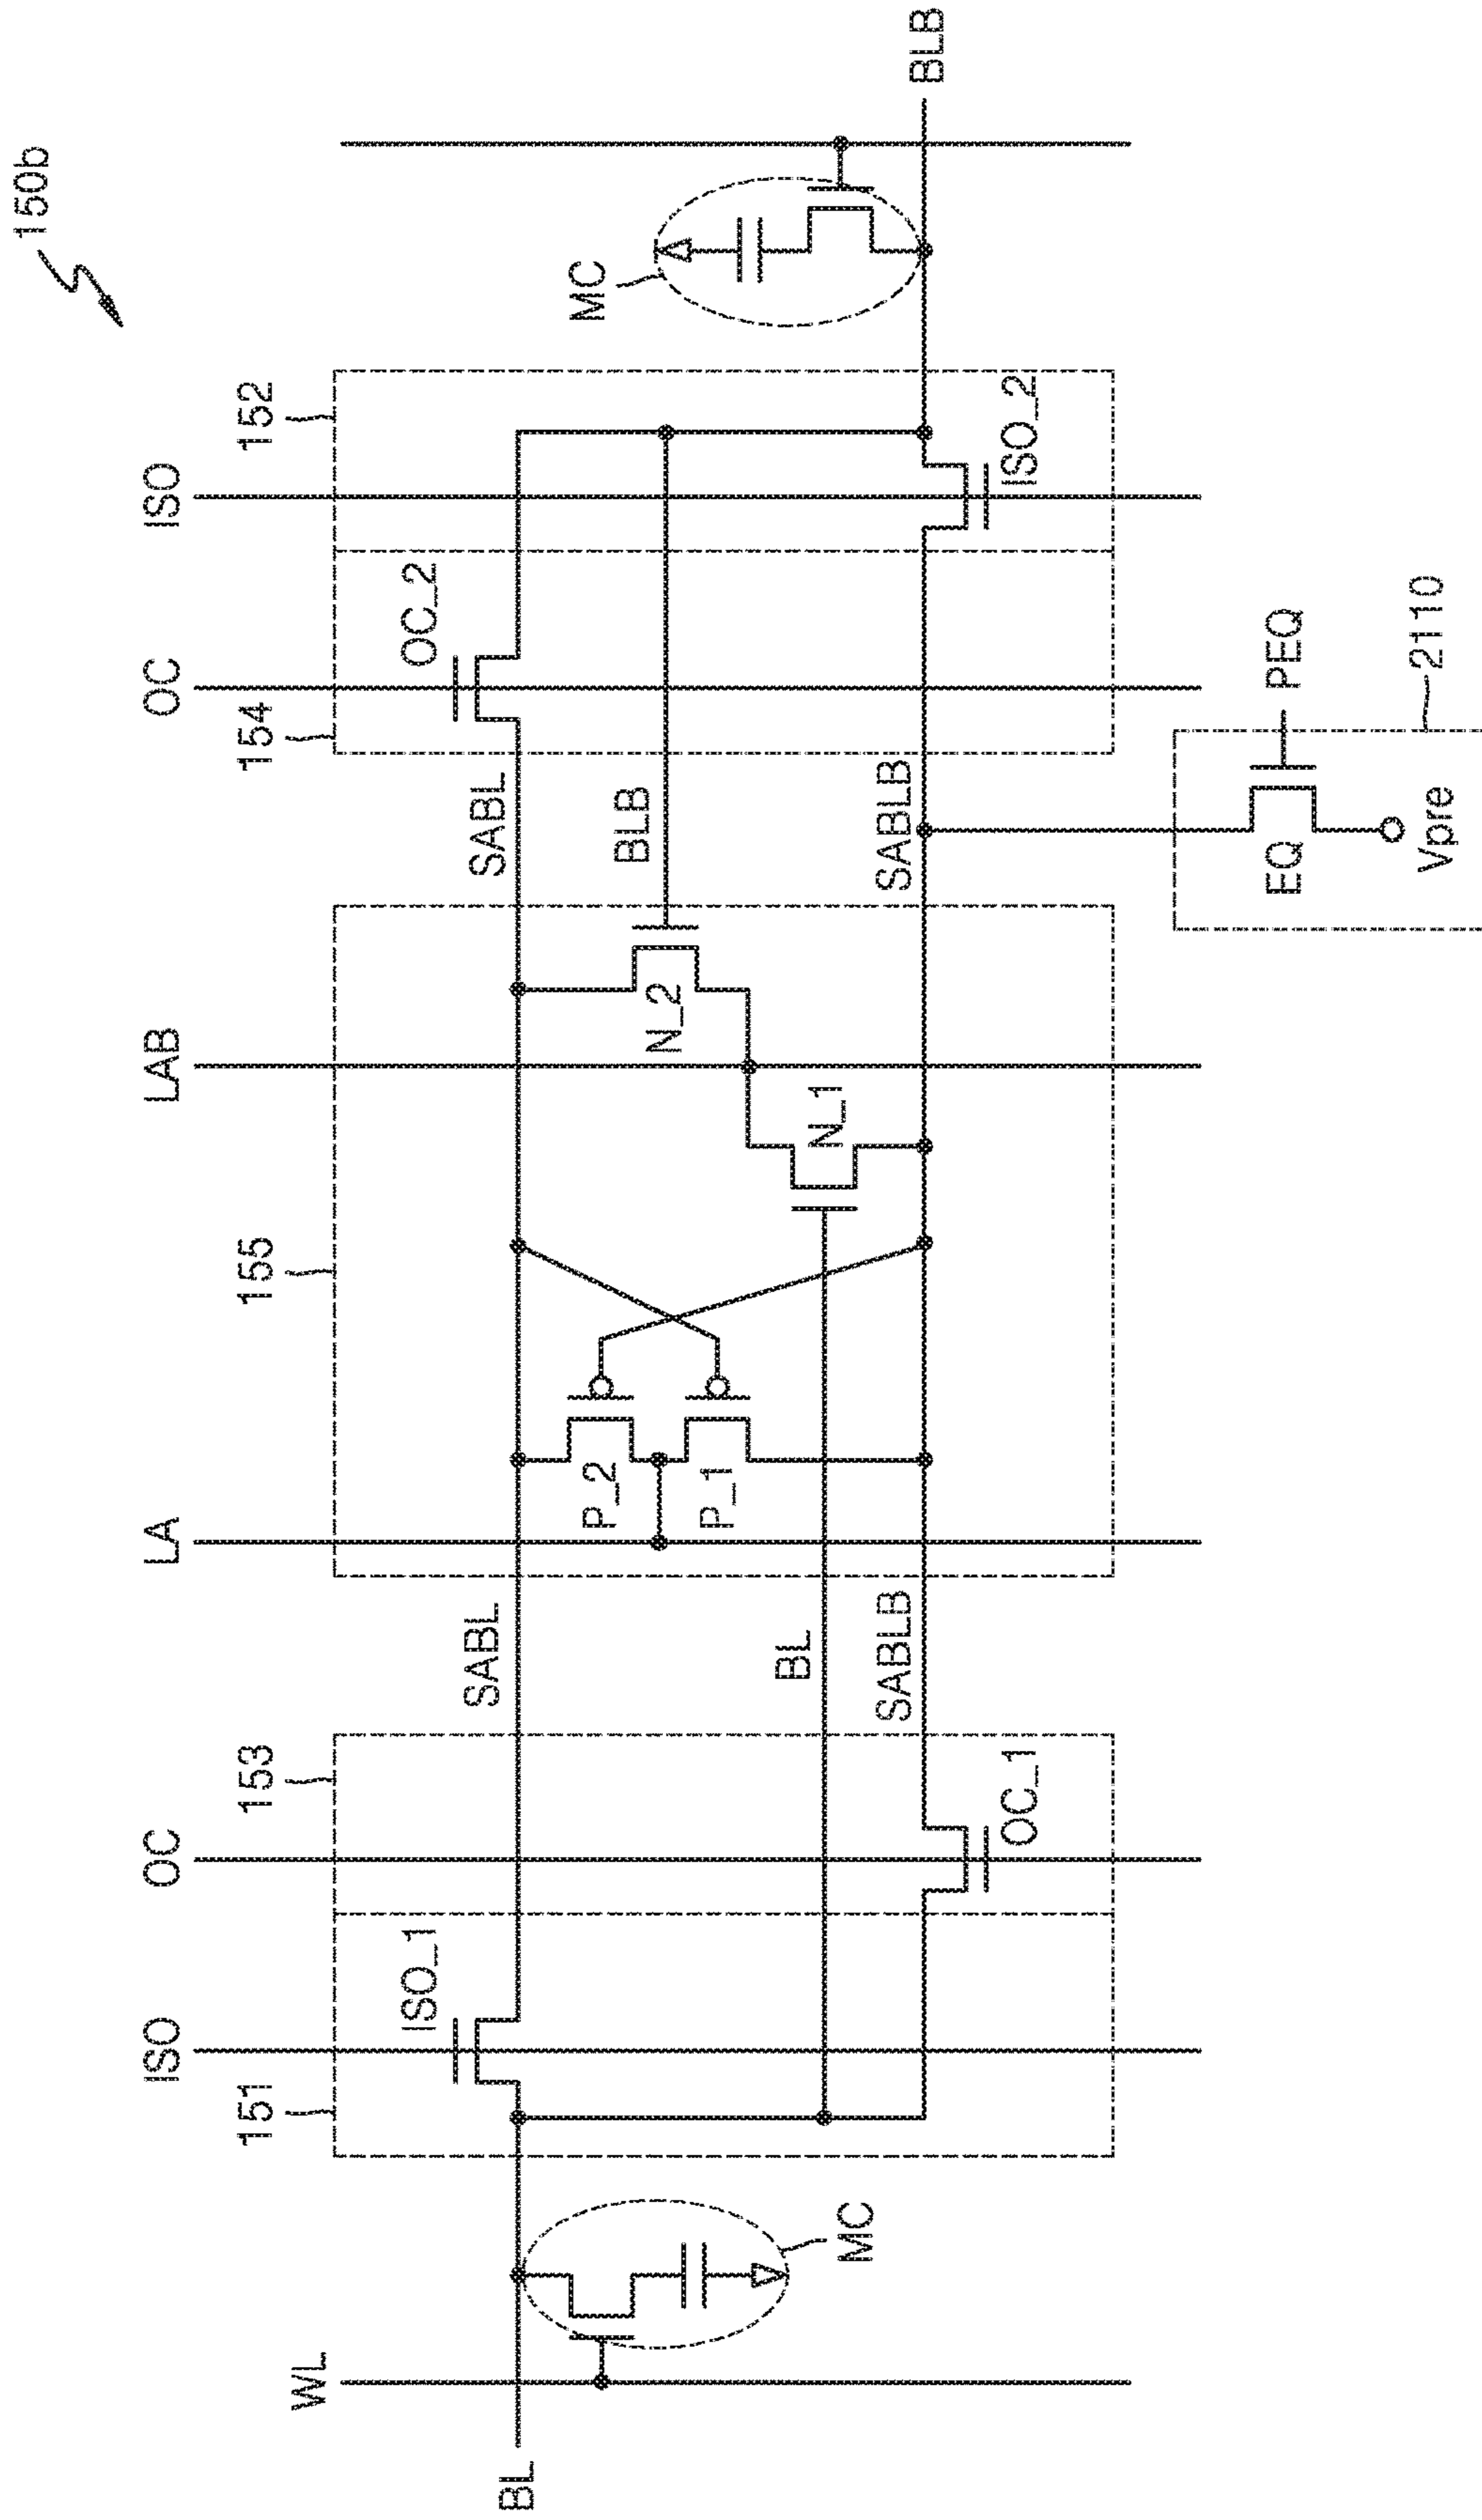 150b
ISO
OC
LA
LAB
OC
ISO
151
153
155
154
152
WL
ISO_1
OC_2
BL
SABL
SABL
MC
P_2
N_2
BLB
MC
P_1
BL
N_1
MC
SABLB
SABLB
BLB
OC_1
ISO_2
EQ
PEQ
Vpre
2110